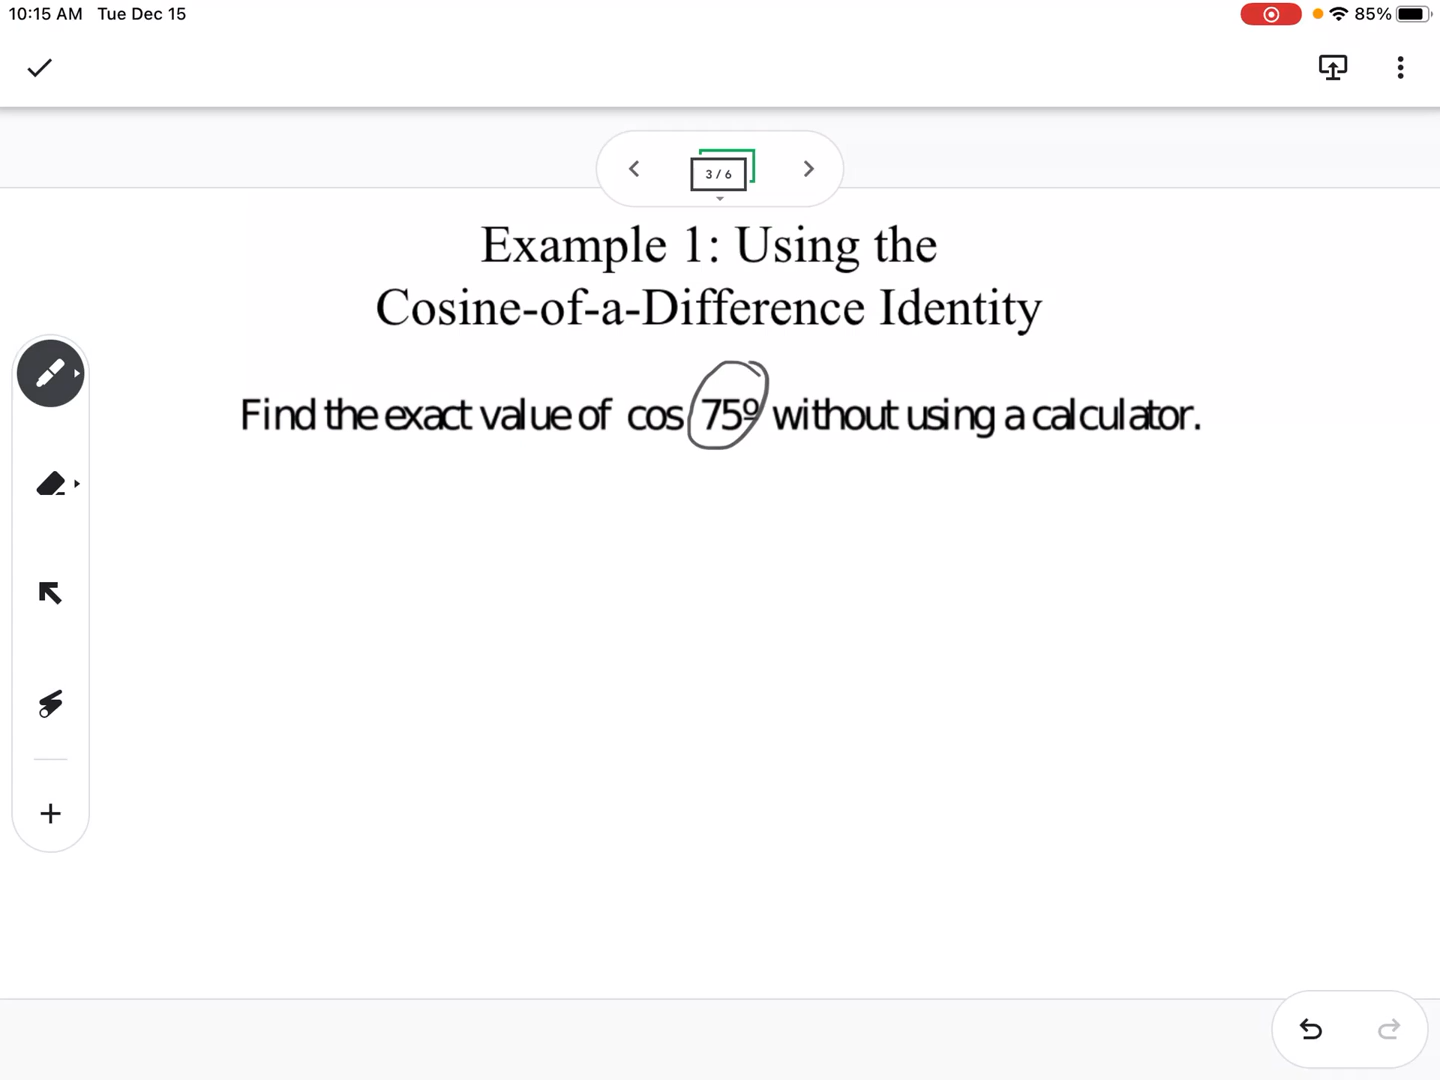 10:15 AM Tue Dec 15
85%
3 / 6
Example 1: Using the
Cosine-of-a-Difference Identity
Find the exact value of cos 75º without using a calculator.